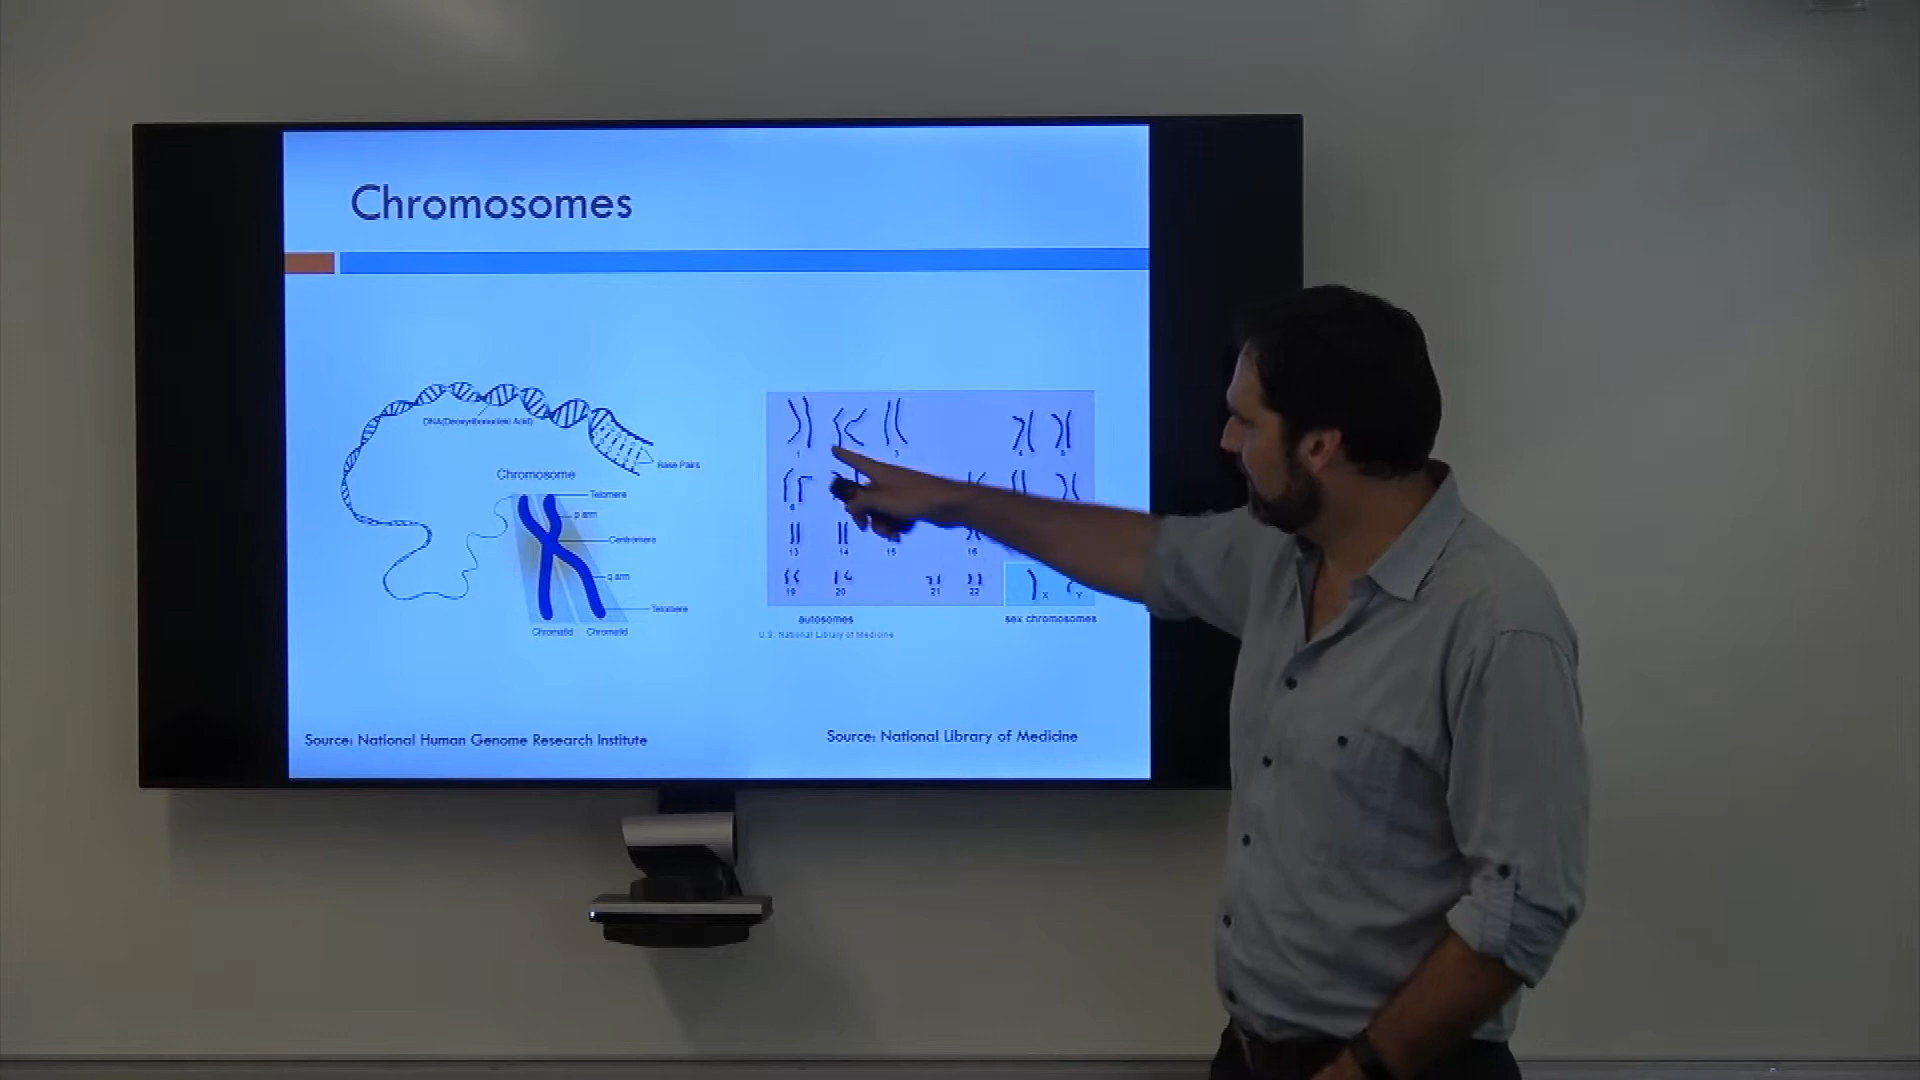 Chromosomes
DNA(Deoxyribonucleic Acid)
Base Pairs
Chromosome
Telomere
p arm
Centromere
q arm
Telomere
Chromatid Chromatid
1 3 4 5
6
13 14 15 16
19 20 21 22 X Y
autosomes sex chromosomes
U.S. National Library of Medicine
Source: National Human Genome Research Institute
Source: National Library of Medicine